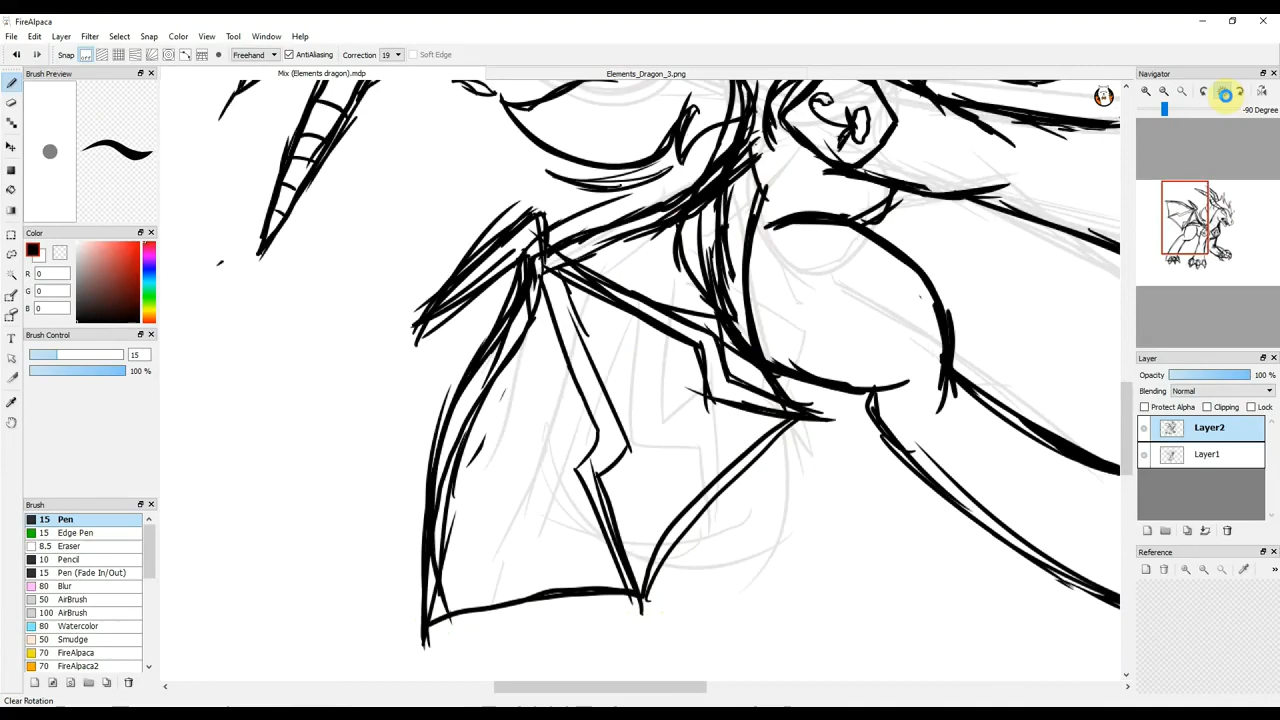 FireAlpaca
File Edit Layer Filter Select Snap Color View Tool Window Help
Snap OFF Freehand AntiAliasing Correction 19 Soft Edge
Brush Preview
Mix (Elements dragon).mdp
Elements_Dragon_3.png
Navigator
-90 Degree
Color
R 0
G 0
B 0
Brush Control
15
100 %
Brush
15 Pen
15 Edge Pen
8.5 Eraser
10 Pencil
15 Pen (Fade In/Out)
80 Blur
50 AirBrush
100 AirBrush
80 Watercolor
50 Smudge
70 FireAlpaca
70 FireAlpaca2
Layer
Opacity 100 %
Blending Normal
Protect Alpha Clipping Lock
Layer2
Layer1
Reference
»
Clear Rotation